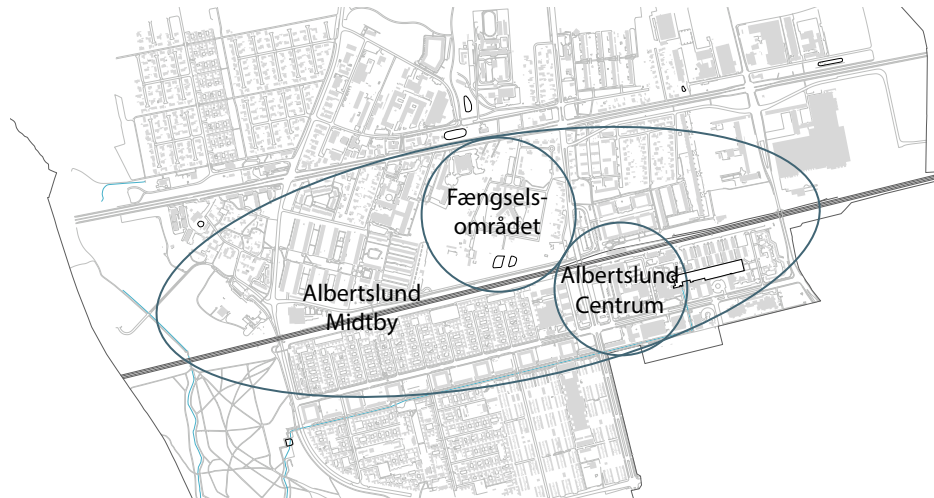 Fængsels-
området
Albertslund
Centrum
Albertslund
Midtby